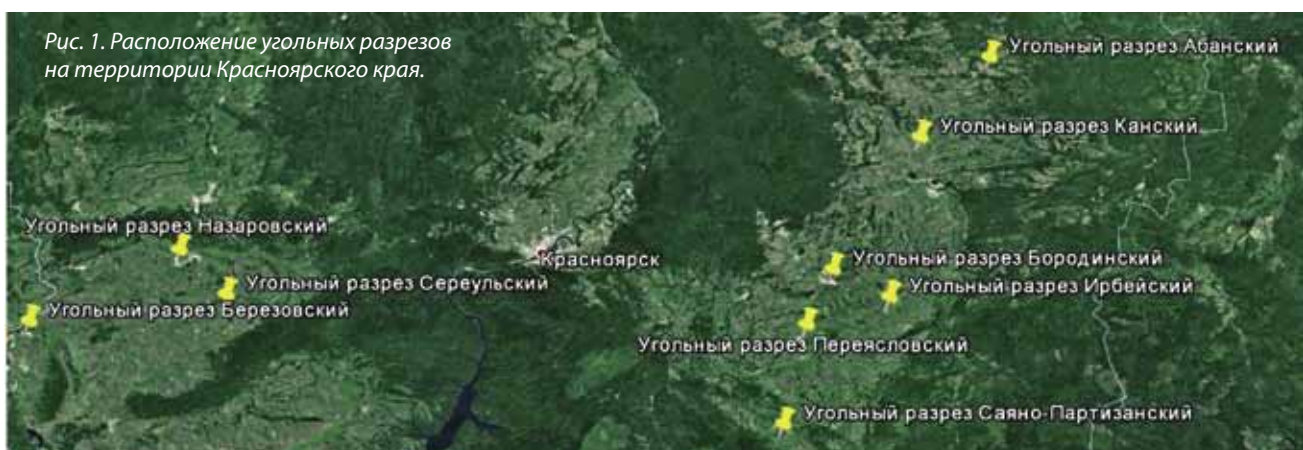 Рис. 1. Расположение угольных разрезов
на территории Красноярского края.
Угольный разрез Абанский
Угольный разрез Канский
Угольный разрез Назаровский
Красноярск
Угольный разрез Бородинский
Угольный разрез Сереульский
Угольный разрез Ирбейский
Угольный разрез Березовский
Угольный разрез Переясловский
Угольный разрез Саяно-Партизанский